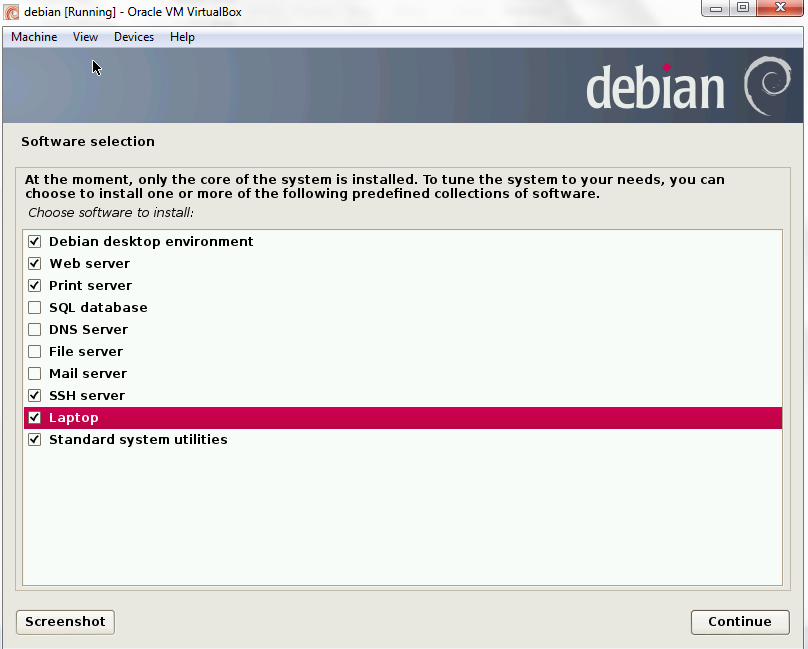 debian [Running] - Oracle VM VirtualBox
Machine View Devices Help
debian
Software selection
At the moment, only the core of the system is installed. To tune the system to your needs, you can
choose to install one or more of the following predefined collections of software.
Choose software to install:
Debian desktop environment
Web server
Print server
SQL database
DNS Server
File server
Mail server
SSH server
Laptop
Standard system utilities
Screenshot
Continue